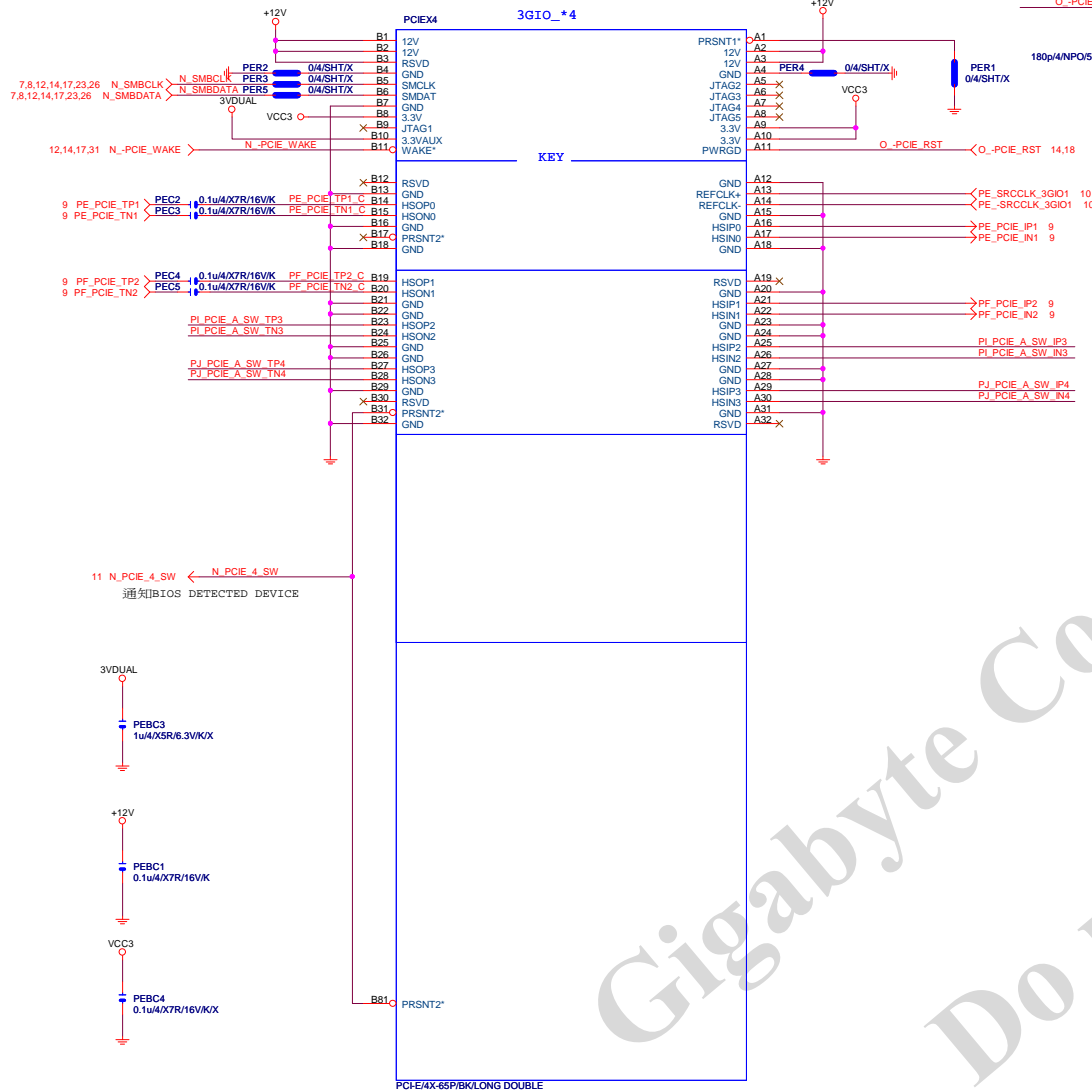 O_-PCIE
+12V
PCIEX4
3GIO_*4
+12V
B1 12V PRSNT1* A1
B2 12V 12V A2
B3 RSVD 12V A3
PER2 0/4/SHT/X B4 GND GND A4 PER4 0/4/SHT/X
180p/4/NPO/5
PER1
0/4/SHT/X
7,8,12,14,17,23,26 N_SMBCLK N_SMBCLK PER3 0/4/SHT/X B5 SMCLK JTAG2 A5
7,8,12,14,17,23,26 N_SMBDATA N_SMBDATA PER5 0/4/SHT/X B6 SMDAT JTAG3 A6
3VDUAL B7 GND JTAG4 A7 VCC3
VCC3 B8 3.3V JTAG5 A8
B9 JTAG1 3.3V A9
B10 3.3VAUX 3.3V A10
12,14,17,31 N_-PCIE_WAKE N_-PCIE_WAKE B11 WAKE* PWRGD A11 O_-PCIE_RST O_-PCIE_RST 14,18
KEY
B12 RSVD GND A12
B13 GND REFCLK+ A13 PE_SRCCLK_3GIO1 10
9 PE_PCIE_TP1 PEC2 0.1u/4/X7R/16V/K PE_PCIE_TP1_C B14 HSOP0 REFCLK- A14 PE_-SRCCLK_3GIO1 10
9 PE_PCIE_TN1 PEC3 0.1u/4/X7R/16V/K PE_PCIE_TN1_C B15 HSON0 GND A15
B16 GND HSIP0 A16 PE_PCIE_IP1 9
B17 PRSNT2* HSIN0 A17 PE_PCIE_IN1 9
B18 GND GND A18
9 PF_PCIE_TP2 PEC4 0.1u/4/X7R/16V/K PF_PCIE_TP2_C B19 HSOP1 RSVD A19
9 PF_PCIE_TN2 PEC5 0.1u/4/X7R/16V/K PF_PCIE_TN2_C B20 HSON1 GND A20
B21 GND HSIP1 A21 PF_PCIE_IP2 9
B22 GND HSIN1 A22 PF_PCIE_IN2 9
PI_PCIE_A_SW_TP3 B23 HSOP2 GND A23
PI_PCIE_A_SW_TN3 B24 HSON2 GND A24
B25 GND HSIP2 A25 PI_PCIE_A_SW_IP3
B26 GND HSIN2 A26 PI_PCIE_A_SW_IN3
PJ_PCIE_A_SW_TP4 B27 HSOP3 GND A27
PJ_PCIE_A_SW_TN4 B28 HSON3 GND A28
B29 GND HSIP3 A29 PJ_PCIE_A_SW_IP4
B30 RSVD HSIN3 A30 PJ_PCIE_A_SW_IN4
B31 PRSNT2* GND A31
B32 GND RSVD A32
11 N_PCIE_4_SW N_PCIE_4_SW
通知BIOS DETECTED DEVICE
3VDUAL
PEBC3
1u/4/X5R/6.3V/K/X
+12V
PEBC1
0.1u/4/X7R/16V/K
VCC3
PEBC4
0.1u/4/X7R/16V/K/X
B81 PRSNT2*
PCI-E/4X-65P/BK/LONG DOUBLE
Gigabyte Co
Do